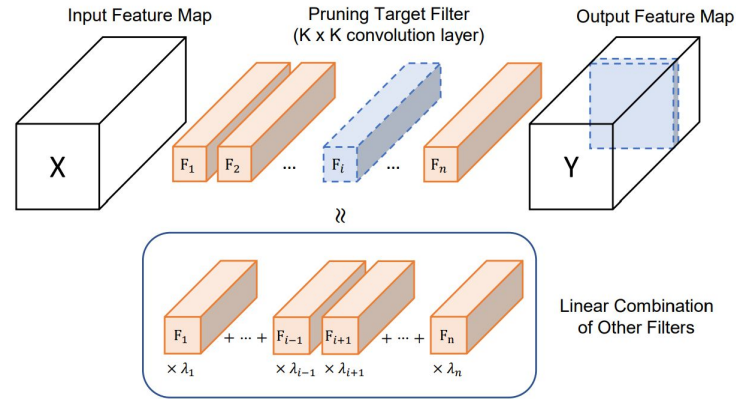 Input Feature Map
Pruning Target Filter
(K x K convolution layer)
Output Feature Map
X
F₁
F₂
...
Fᵢ
...
Fₙ
Y
≈
F₁ + ⋯ + Fᵢ₋₁ Fᵢ₊₁ + ⋯ + Fₙ
× λ₁ × λᵢ₋₁ × λᵢ₊₁ × λₙ
Linear Combination
of Other Filters